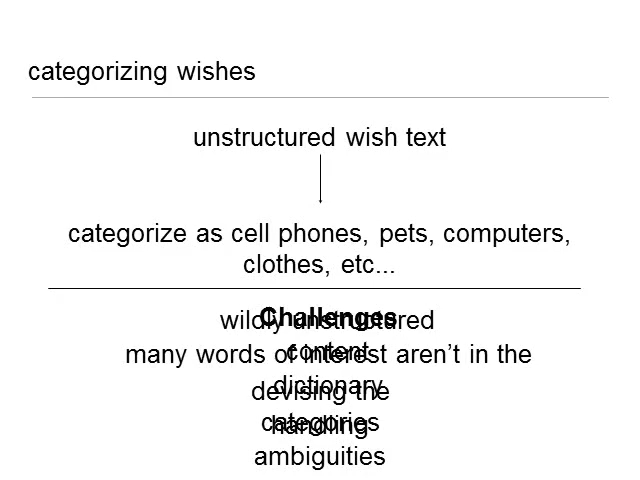 categorizing wishes
unstructured wish text
categorize as cell phones, pets, computers,
clothes, etc...
Challenges
wildly unstructured
content
many words of interest aren’t in the
dictionary
devising the
categories
handling
ambiguities